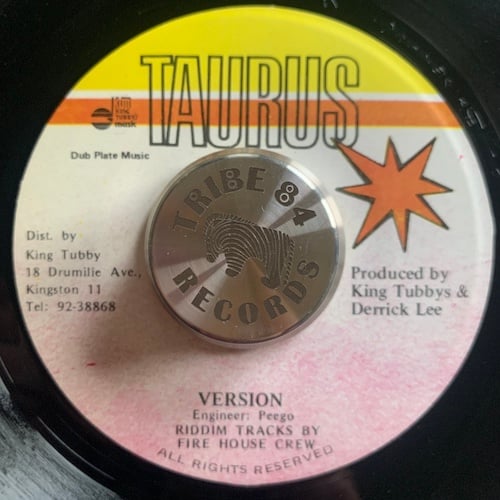 TAURUS
KING
TUBBYS
musik
Dub Plate Music
TRIBE 84
RECORDS
Dist. by
King Tubby
18 Drumilie Ave.,
Kingston 11
Tel: 92-38868
Produced by
King Tubbys &
Derrick Lee
VERSION
Engineer: Peego
RIDDIM TRACKS BY
FIRE HOUSE CREW
ALL RIGHTS RESERVED